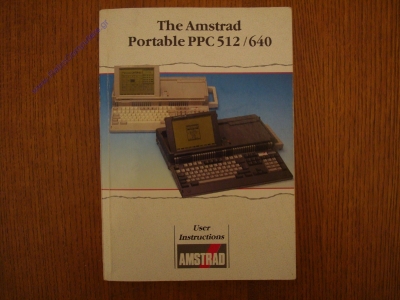 The Amstrad
Portable PPC 512/640
User
Instructions
AMSTRAD